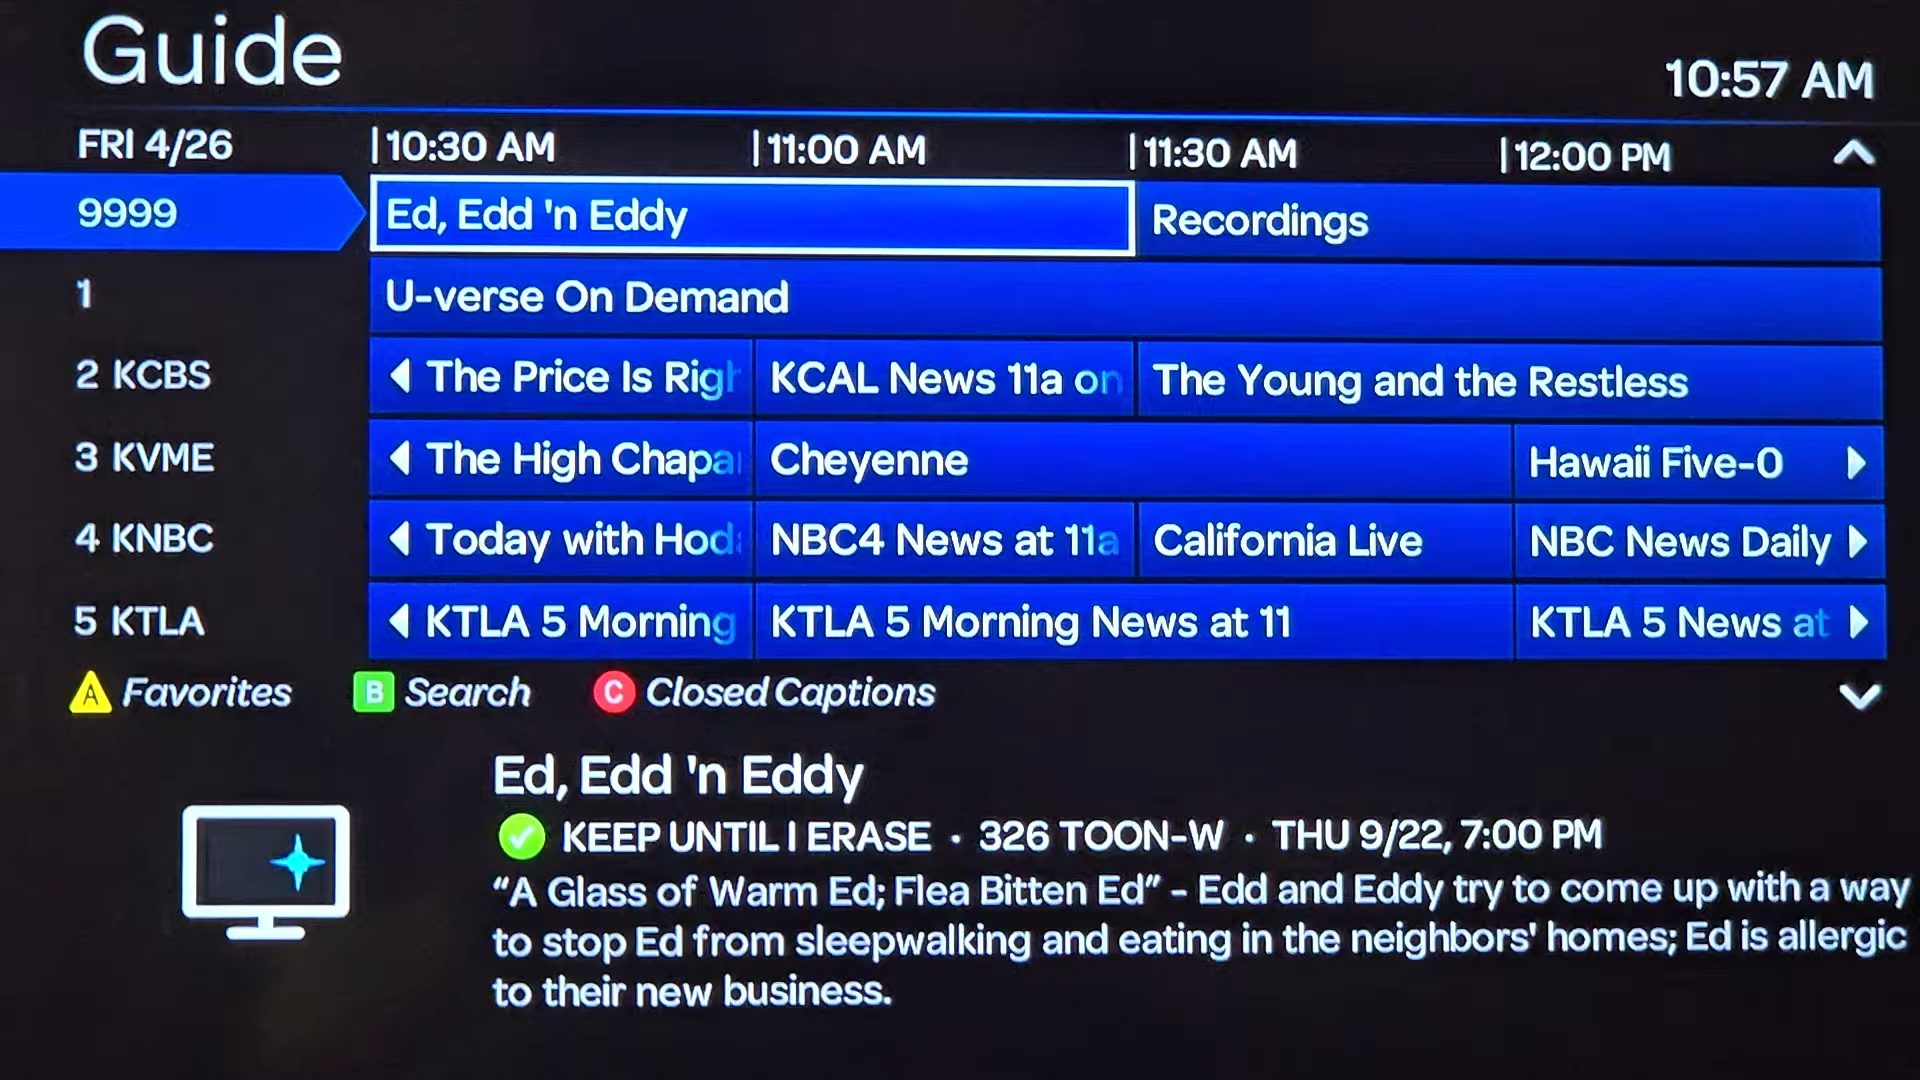 Guide
10:57 AM
FRI 4/26 |10:30 AM |11:00 AM |11:30 AM |12:00 PM
9999 Ed, Edd 'n Eddy Recordings
1 U-verse On Demand
2 KCBS The Price Is Righ KCAL News 11a on The Young and the Restless
3 KVME The High Chapa Cheyenne Hawaii Five-0
4 KNBC Today with Hod NBC4 News at 11a California Live NBC News Daily
5 KTLA KTLA 5 Morning KTLA 5 Morning News at 11 KTLA 5 News at
A Favorites B Search C Closed Captions
Ed, Edd 'n Eddy
KEEP UNTIL I ERASE • 326 TOON-W • THU 9/22, 7:00 PM
“A Glass of Warm Ed; Flea Bitten Ed” - Edd and Eddy try to come up with a way
to stop Ed from sleepwalking and eating in the neighbors' homes; Ed is allergic
to their new business.